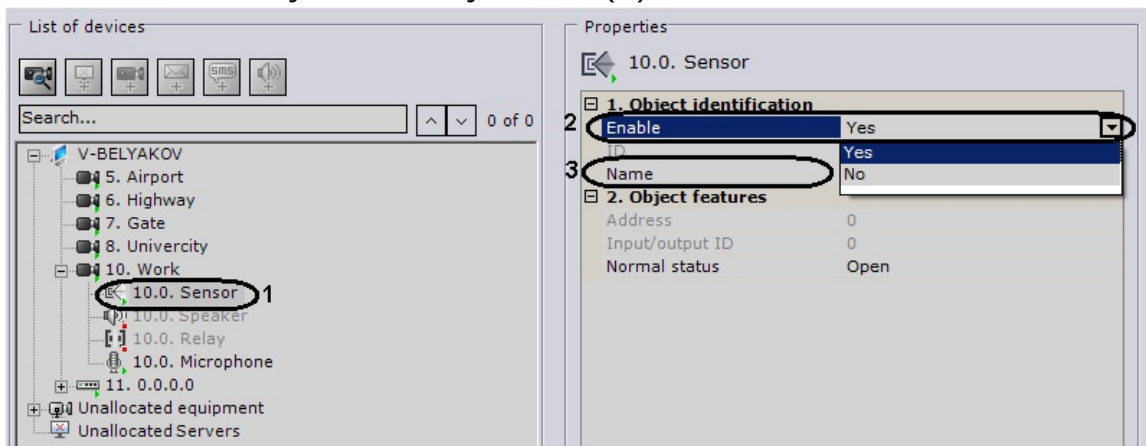 List of devices
sms
Search...
0 of 0
V-BELYAKOV
5. Airport
6. Highway
7. Gate
8. Univercity
10. Work
10.0. Sensor 1
10.0. Speaker
10.0. Relay
10.0. Microphone
11. 0.0.0.0
Unallocated equipment
Unallocated Servers
Properties
10.0. Sensor
1. Object identification
2 Enable Yes
ID Yes
3 Name No
2. Object features
Address 0
Input/output ID 0
Normal status Open